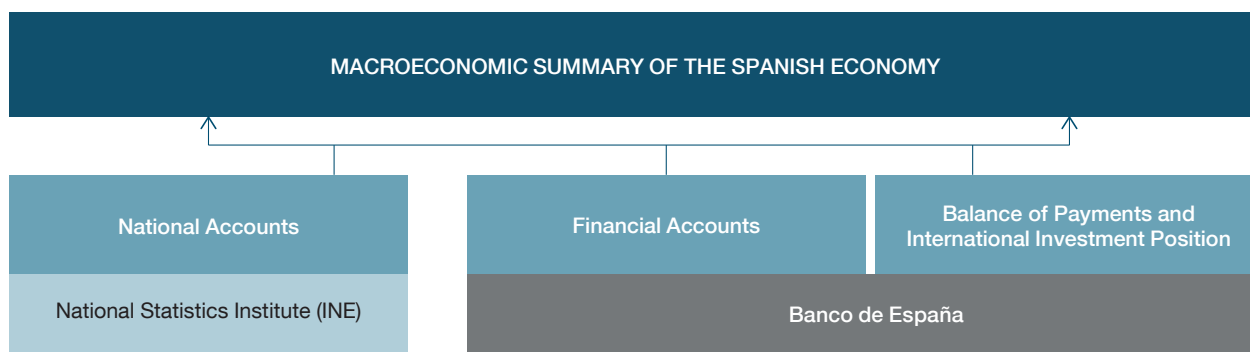 MACROECONOMIC SUMMARY OF THE SPANISH ECONOMY
National Accounts
Financial Accounts
Balance of Payments and
International Investment Position
National Statistics Institute (INE)
Banco de España